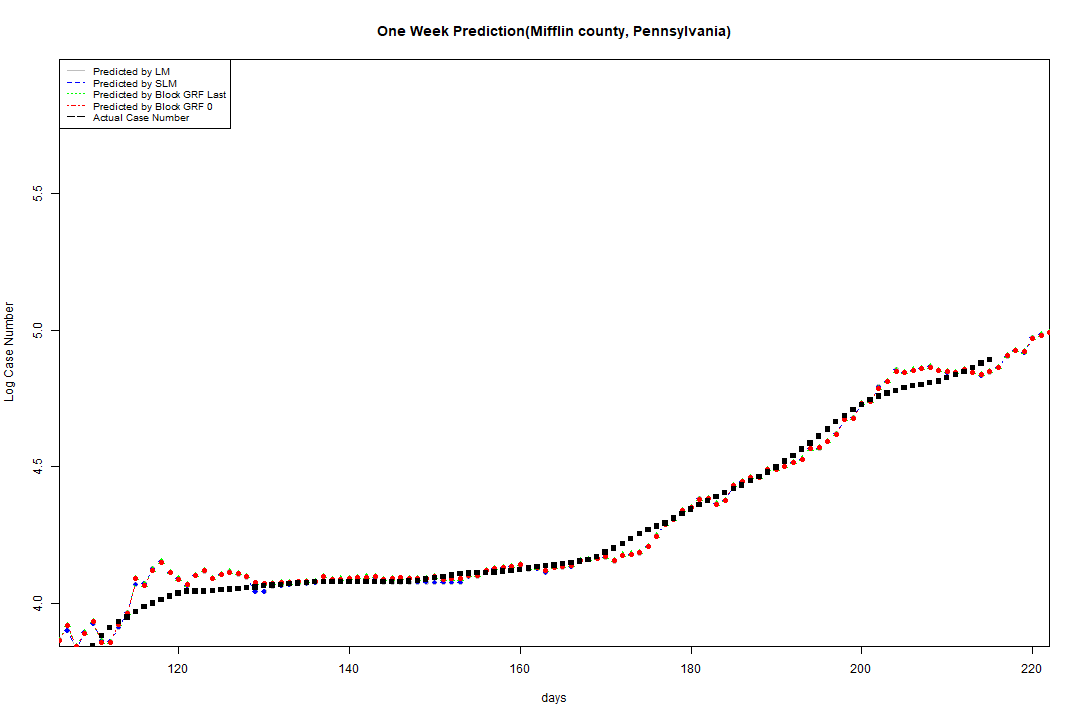 One Week Prediction(Mifflin county, Pennsylvania)
Predicted by LM
Predicted by SLM
Predicted by Block GRF Last
Predicted by Block GRF 0
Actual Case Number
Log Case Number
5.5
5.0
4.5
4.0
120 140 160 180 200 220
days